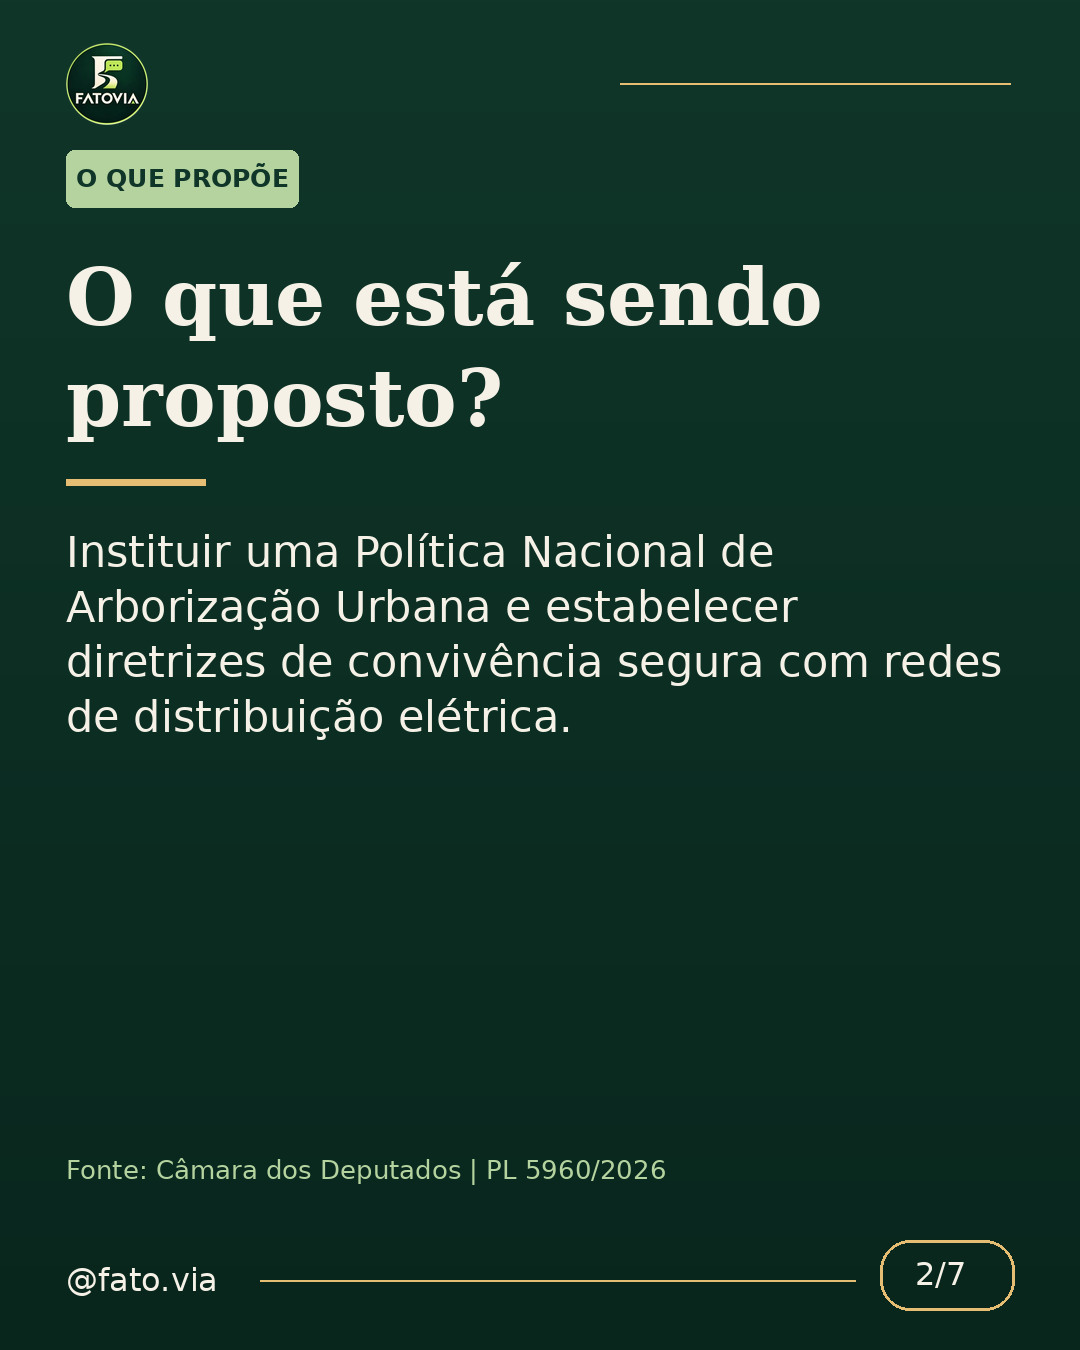 FATOVIA
O QUE PROPÕE
O que está sendo
proposto?
Instituir uma Política Nacional de
Arborização Urbana e estabelecer
diretrizes de convivência segura com redes
de distribuição elétrica.
Fonte: Câmara dos Deputados | PL 5960/2026
@fato.via
2/7